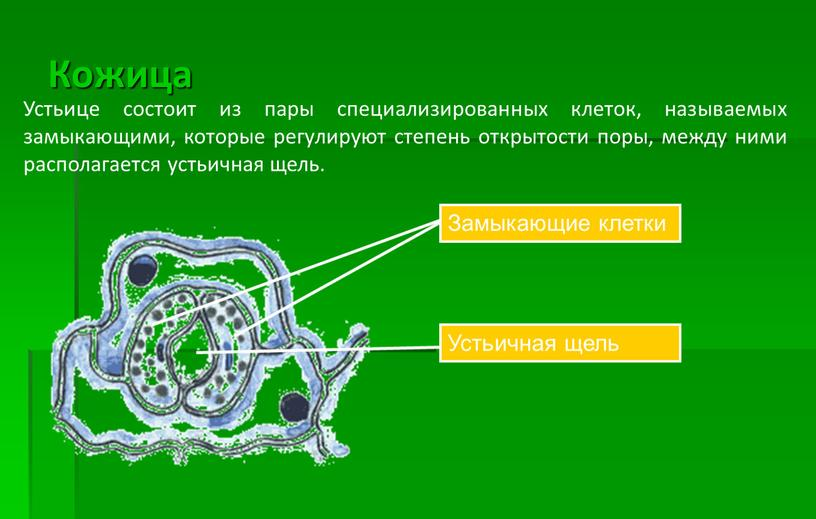 Кожица
Устьице состоит из пары специализированных клеток, называемых
замыкающими, которые регулируют степень открытости поры, между ними
располагается устьичная щель.
Замыкающие клетки
Устьичная щель